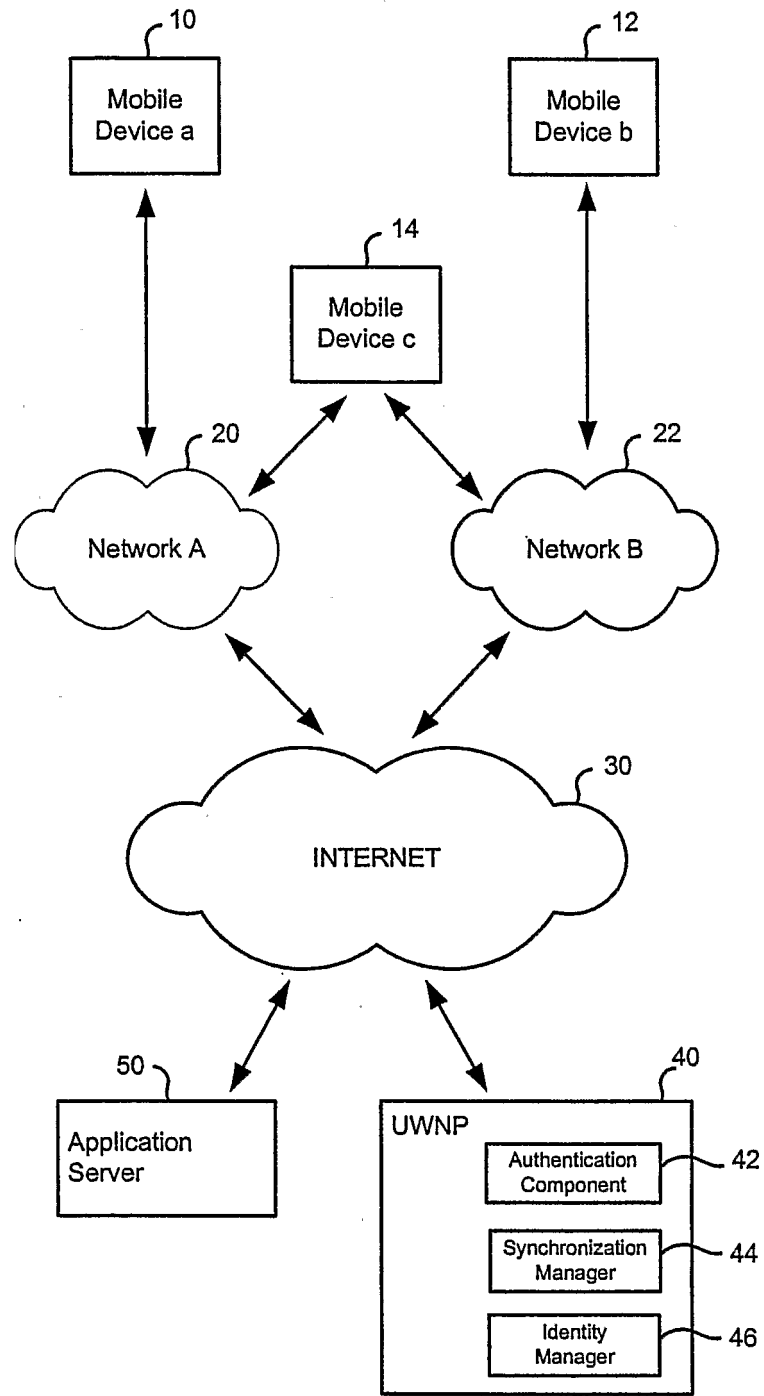 10
12
Mobile
Device a
Mobile
Device b
14
Mobile
Device c
20
22
Network A
Network B
30
INTERNET
50
40
Application
Server
UWNP
Authentication
Component
42
Synchronization
Manager
44
Identity
Manager
46